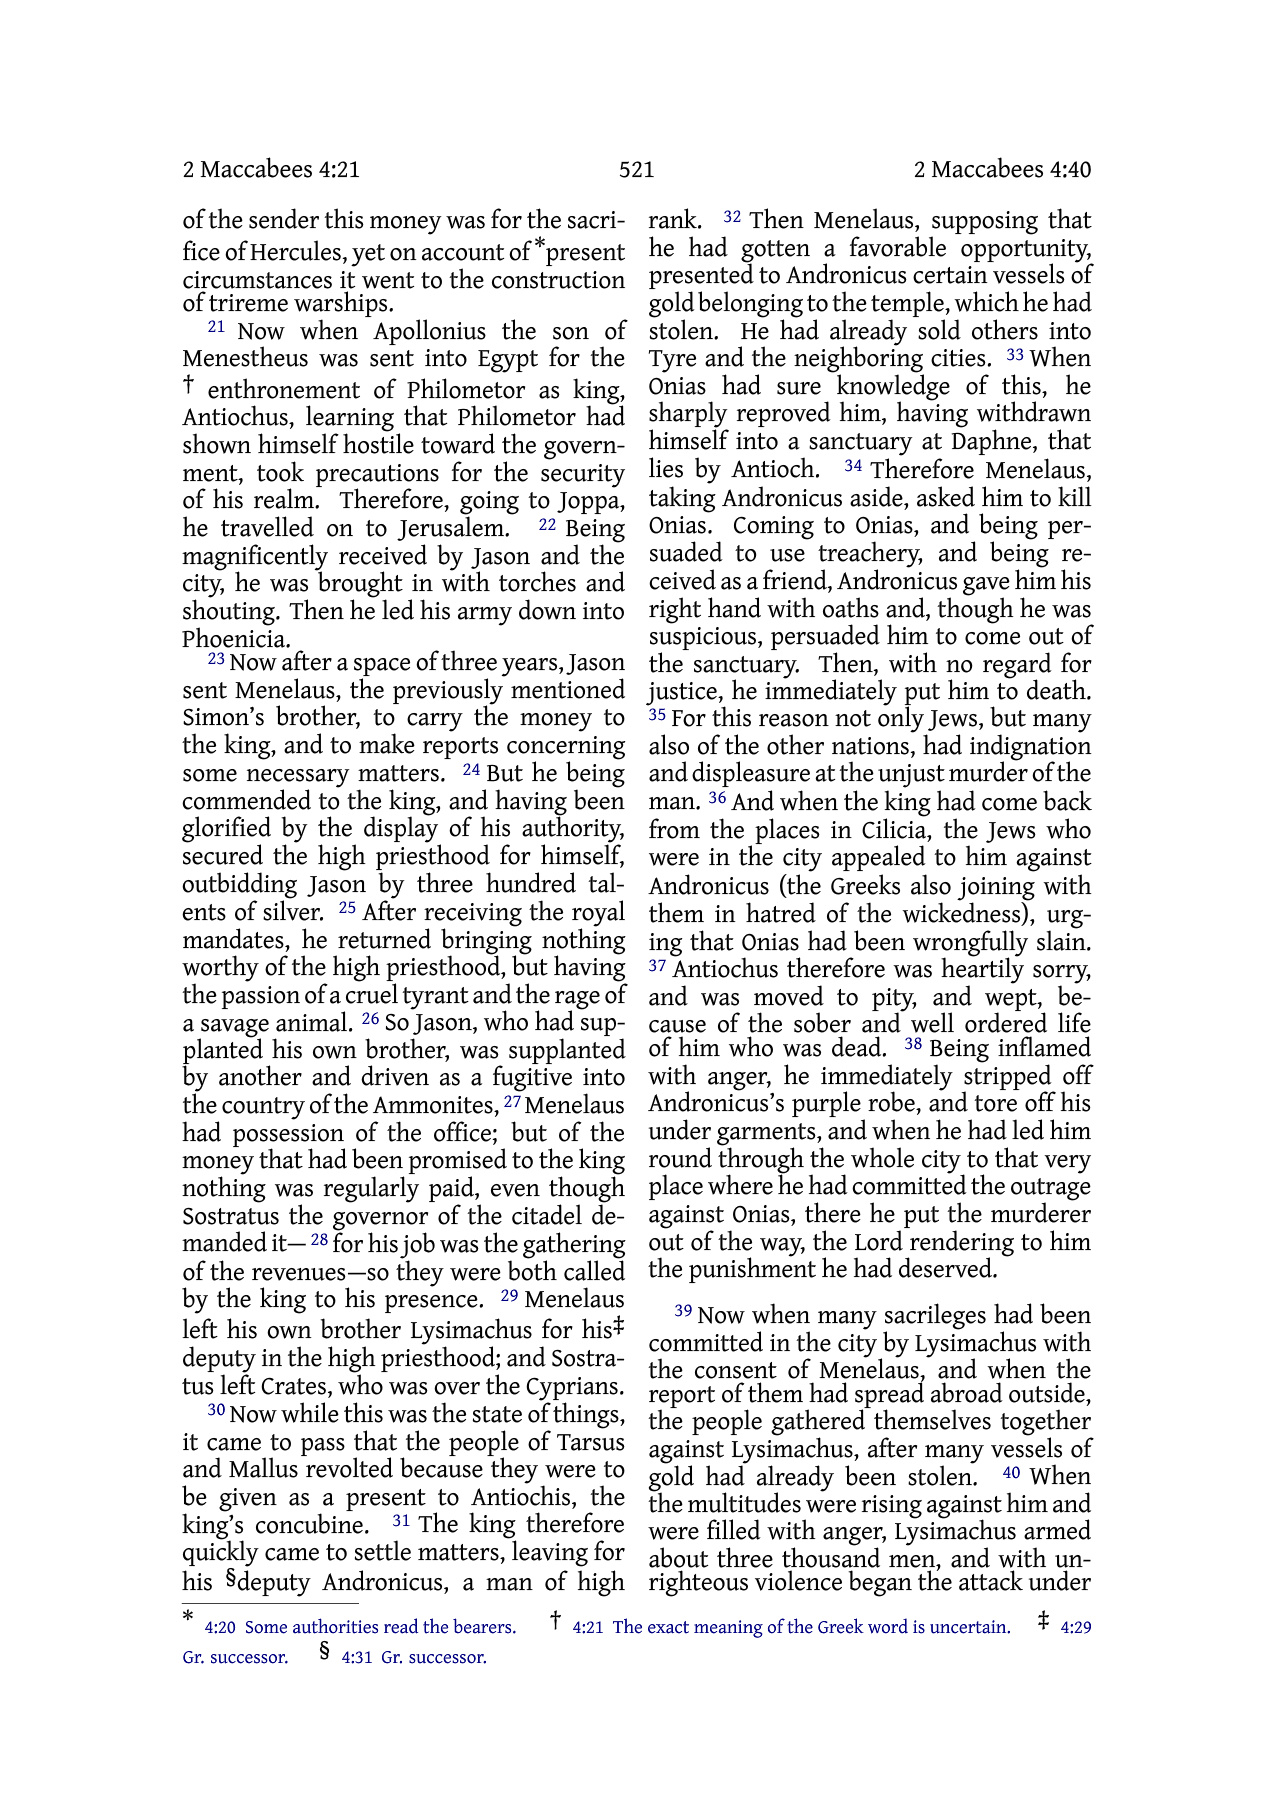 2 Maccabees 4:21 521 2 Maccabees 4:40
of the sender this money was for the sacri-
fice of Hercules, yet on account of *present
circumstances it went to the construction
of trireme warships.
21 Now when Apollonius the son of
Menestheus was sent into Egypt for the
† enthronement of Philometor as king,
Antiochus, learning that Philometor had
shown himself hostile toward the govern-
ment, took precautions for the security
of his realm. Therefore, going to Joppa,
he travelled on to Jerusalem. 22 Being
magnificently received by Jason and the
city, he was brought in with torches and
shouting. Then he led his army down into
Phoenicia.
23 Now after a space of three years, Jason
sent Menelaus, the previously mentioned
Simon's brother, to carry the money to
the king, and to make reports concerning
some necessary matters. 24 But he being
commended to the king, and having been
glorified by the display of his authority,
secured the high priesthood for himself,
outbidding Jason by three hundred tal-
ents of silver. 25 After receiving the royal
mandates, he returned bringing nothing
worthy of the high priesthood, but having
the passion of a cruel tyrant and the rage of
a savage animal. 26 So Jason, who had sup-
planted his own brother, was supplanted
by another and driven as a fugitive into
the country of the Ammonites, 27 Menelaus
had possession of the office; but of the
money that had been promised to the king
nothing was regularly paid, even though
Sostratus the governor of the citadel de-
manded it— 28 for his job was the gathering
of the revenues—so they were both called
by the king to his presence. 29 Menelaus
left his own brother Lysimachus for his‡
deputy in the high priesthood; and Sostra-
tus left Crates, who was over the Cyprians.
30 Now while this was the state of things,
it came to pass that the people of Tarsus
and Mallus revolted because they were to
be given as a present to Antiochis, the
king's concubine. 31 The king therefore
quickly came to settle matters, leaving for
his §deputy Andronicus, a man of high
rank. 32 Then Menelaus, supposing that
he had gotten a favorable opportunity,
presented to Andronicus certain vessels of
gold belonging to the temple, which he had
stolen. He had already sold others into
Tyre and the neighboring cities. 33 When
Onias had sure knowledge of this, he
sharply reproved him, having withdrawn
himself into a sanctuary at Daphne, that
lies by Antioch. 34 Therefore Menelaus,
taking Andronicus aside, asked him to kill
Onias. Coming to Onias, and being per-
suaded to use treachery, and being re-
ceived as a friend, Andronicus gave him his
right hand with oaths and, though he was
suspicious, persuaded him to come out of
the sanctuary. Then, with no regard for
justice, he immediately put him to death.
35 For this reason not only Jews, but many
also of the other nations, had indignation
and displeasure at the unjust murder of the
man. 36 And when the king had come back
from the places in Cilicia, the Jews who
were in the city appealed to him against
Andronicus (the Greeks also joining with
them in hatred of the wickedness), urg-
ing that Onias had been wrongfully slain.
37 Antiochus therefore was heartily sorry,
and was moved to pity, and wept, be-
cause of the sober and well ordered life
of him who was dead. 38 Being inflamed
with anger, he immediately stripped off
Andronicus's purple robe, and tore off his
under garments, and when he had led him
round through the whole city to that very
place where he had committed the outrage
against Onias, there he put the murderer
out of the way, the Lord rendering to him
the punishment he had deserved.
39 Now when many sacrileges had been
committed in the city by Lysimachus with
the consent of Menelaus, and when the
report of them had spread abroad outside,
the people gathered themselves together
against Lysimachus, after many vessels of
gold had already been stolen. 40 When
the multitudes were rising against him and
were filled with anger, Lysimachus armed
about three thousand men, and with un-
righteous violence began the attack under
* 4:20 Some authorities read the bearers. † 4:21 The exact meaning of the Greek word is uncertain. ‡ 4:29
Gr. successor. § 4:31 Gr. successor.